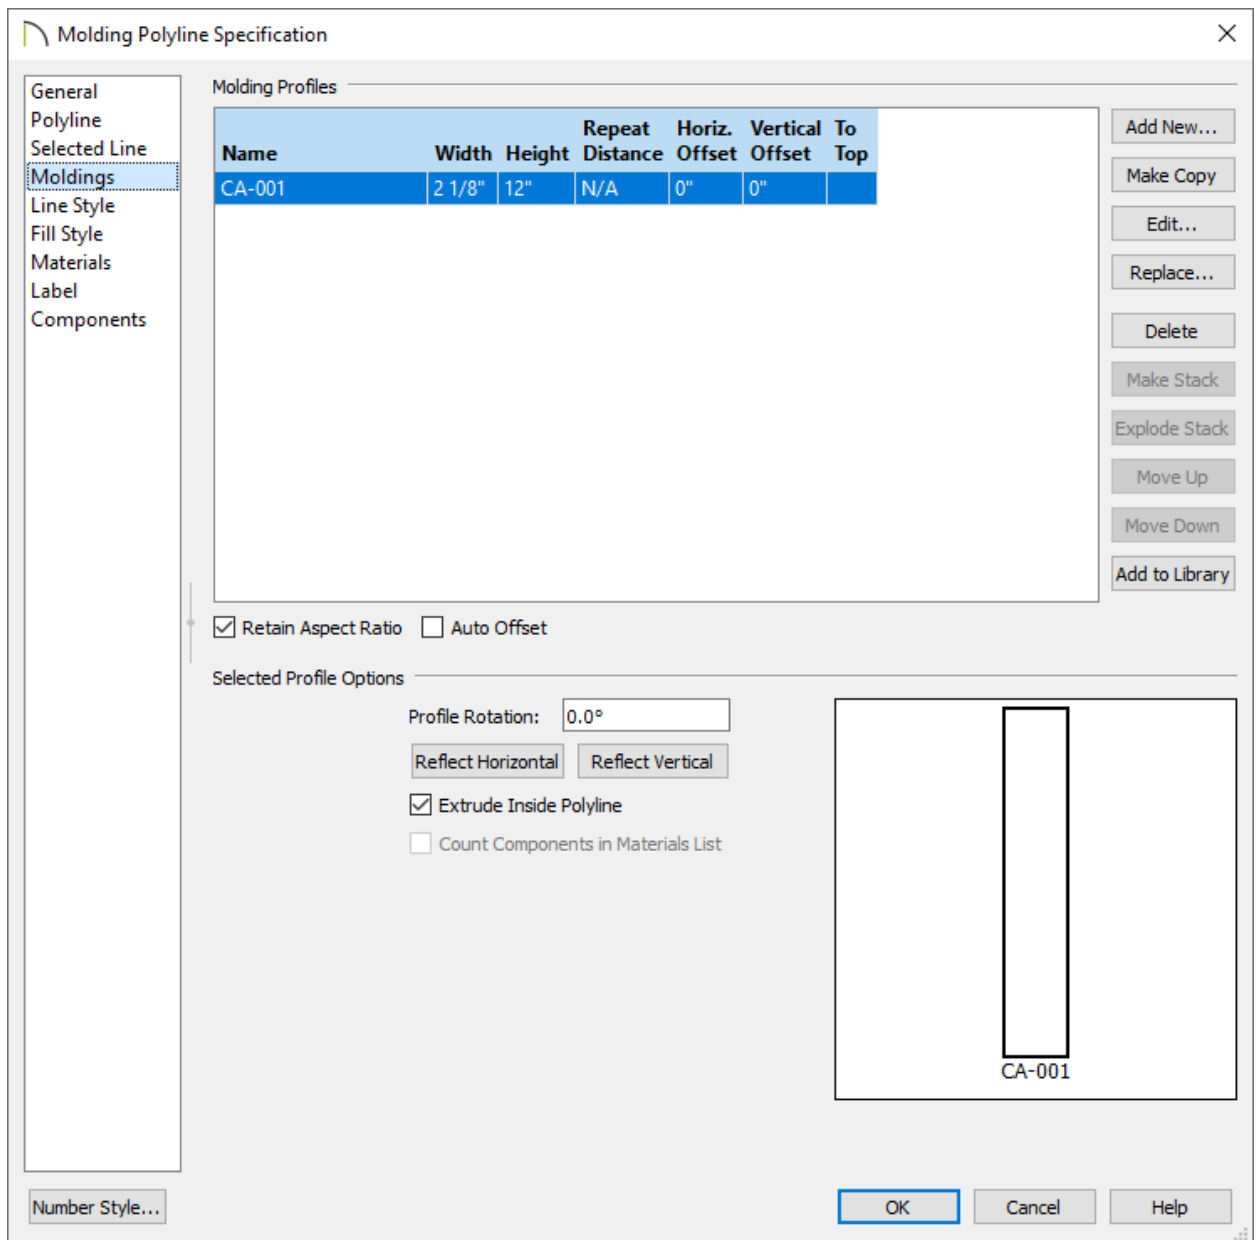 Molding Polyline Specification
General
Polyline
Selected Line
Moldings
Line Style
Fill Style
Materials
Label
Components
Molding Profiles
Name Width Height Repeat Distance Horiz. Offset Vertical Offset To Top
CA-001 2 1/8" 12" N/A 0" 0"
Add New...
Make Copy
Edit...
Replace...
Delete
Make Stack
Explode Stack
Move Up
Move Down
Add to Library
Retain Aspect Ratio Auto Offset
Selected Profile Options
Profile Rotation: 0.0°
Reflect Horizontal Reflect Vertical
Extrude Inside Polyline
Count Components in Materials List
CA-001
Number Style... OK Cancel Help